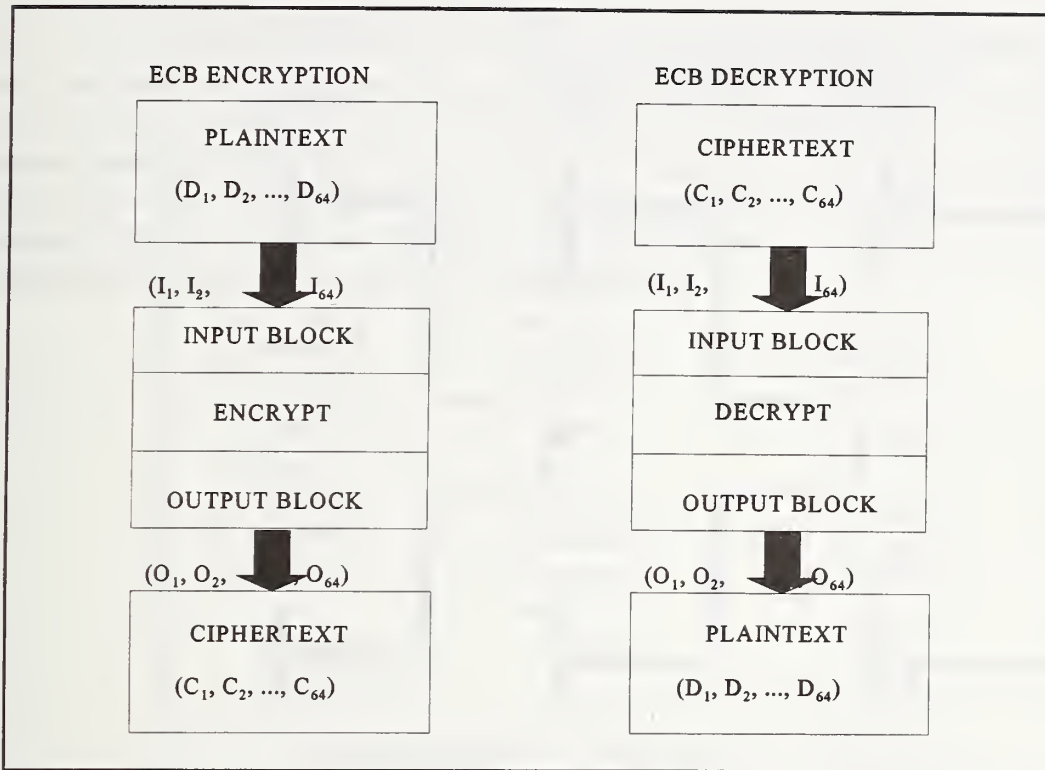 ECB ENCRYPTION
PLAINTEXT
(D₁, D₂, ..., D₆₄)
(I₁, I₂, I₆₄)
INPUT BLOCK
ENCRYPT
OUTPUT BLOCK
(O₁, O₂, , O₆₄)
CIPHERTEXT
(C₁, C₂, ..., C₆₄)
ECB DECRYPTION
CIPHERTEXT
(C₁, C₂, ..., C₆₄)
(I₁, I₂, I₆₄)
INPUT BLOCK
DECRYPT
OUTPUT BLOCK
(O₁, O₂, O₆₄)
PLAINTEXT
(D₁, D₂, ..., D₆₄)